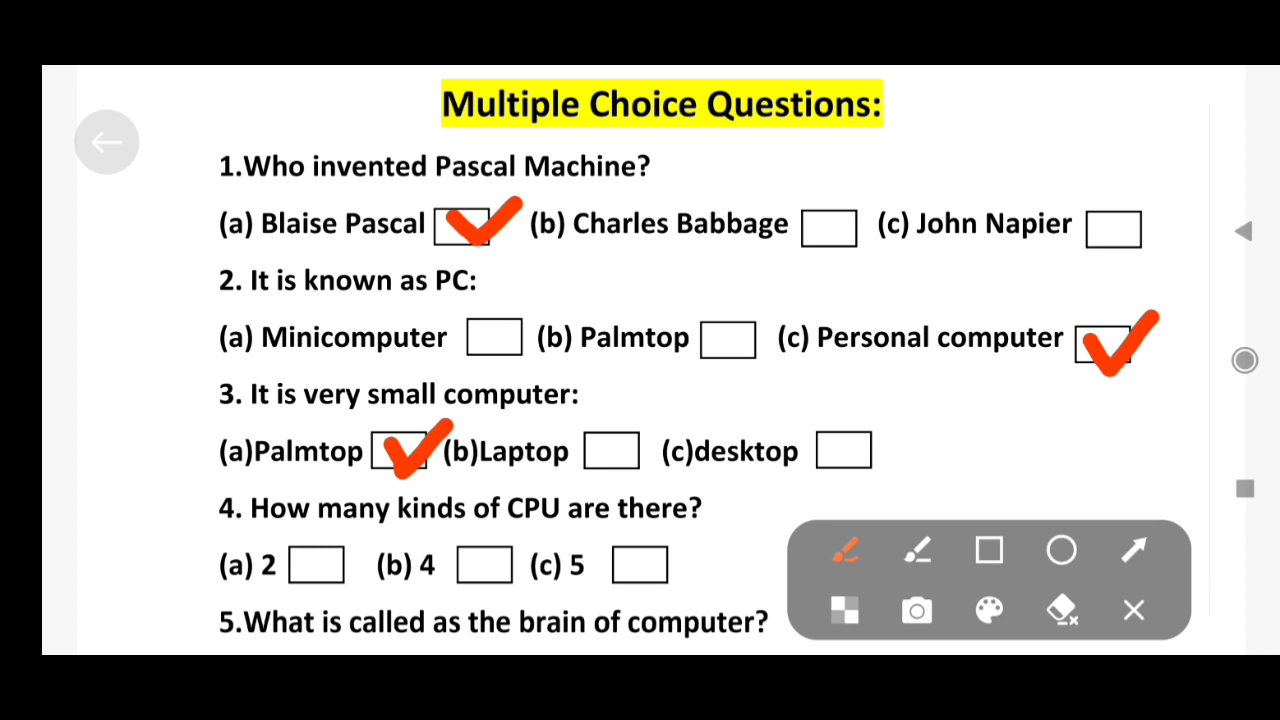 Multiple Choice Questions:
1.Who invented Pascal Machine?
(a) Blaise Pascal (b) Charles Babbage (c) John Napier
2. It is known as PC:
(a) Minicomputer (b) Palmtop (c) Personal computer
3. It is very small computer:
(a)Palmtop (b)Laptop (c)desktop
4. How many kinds of CPU are there?
(a) 2 (b) 4 (c) 5
5.What is called as the brain of computer?